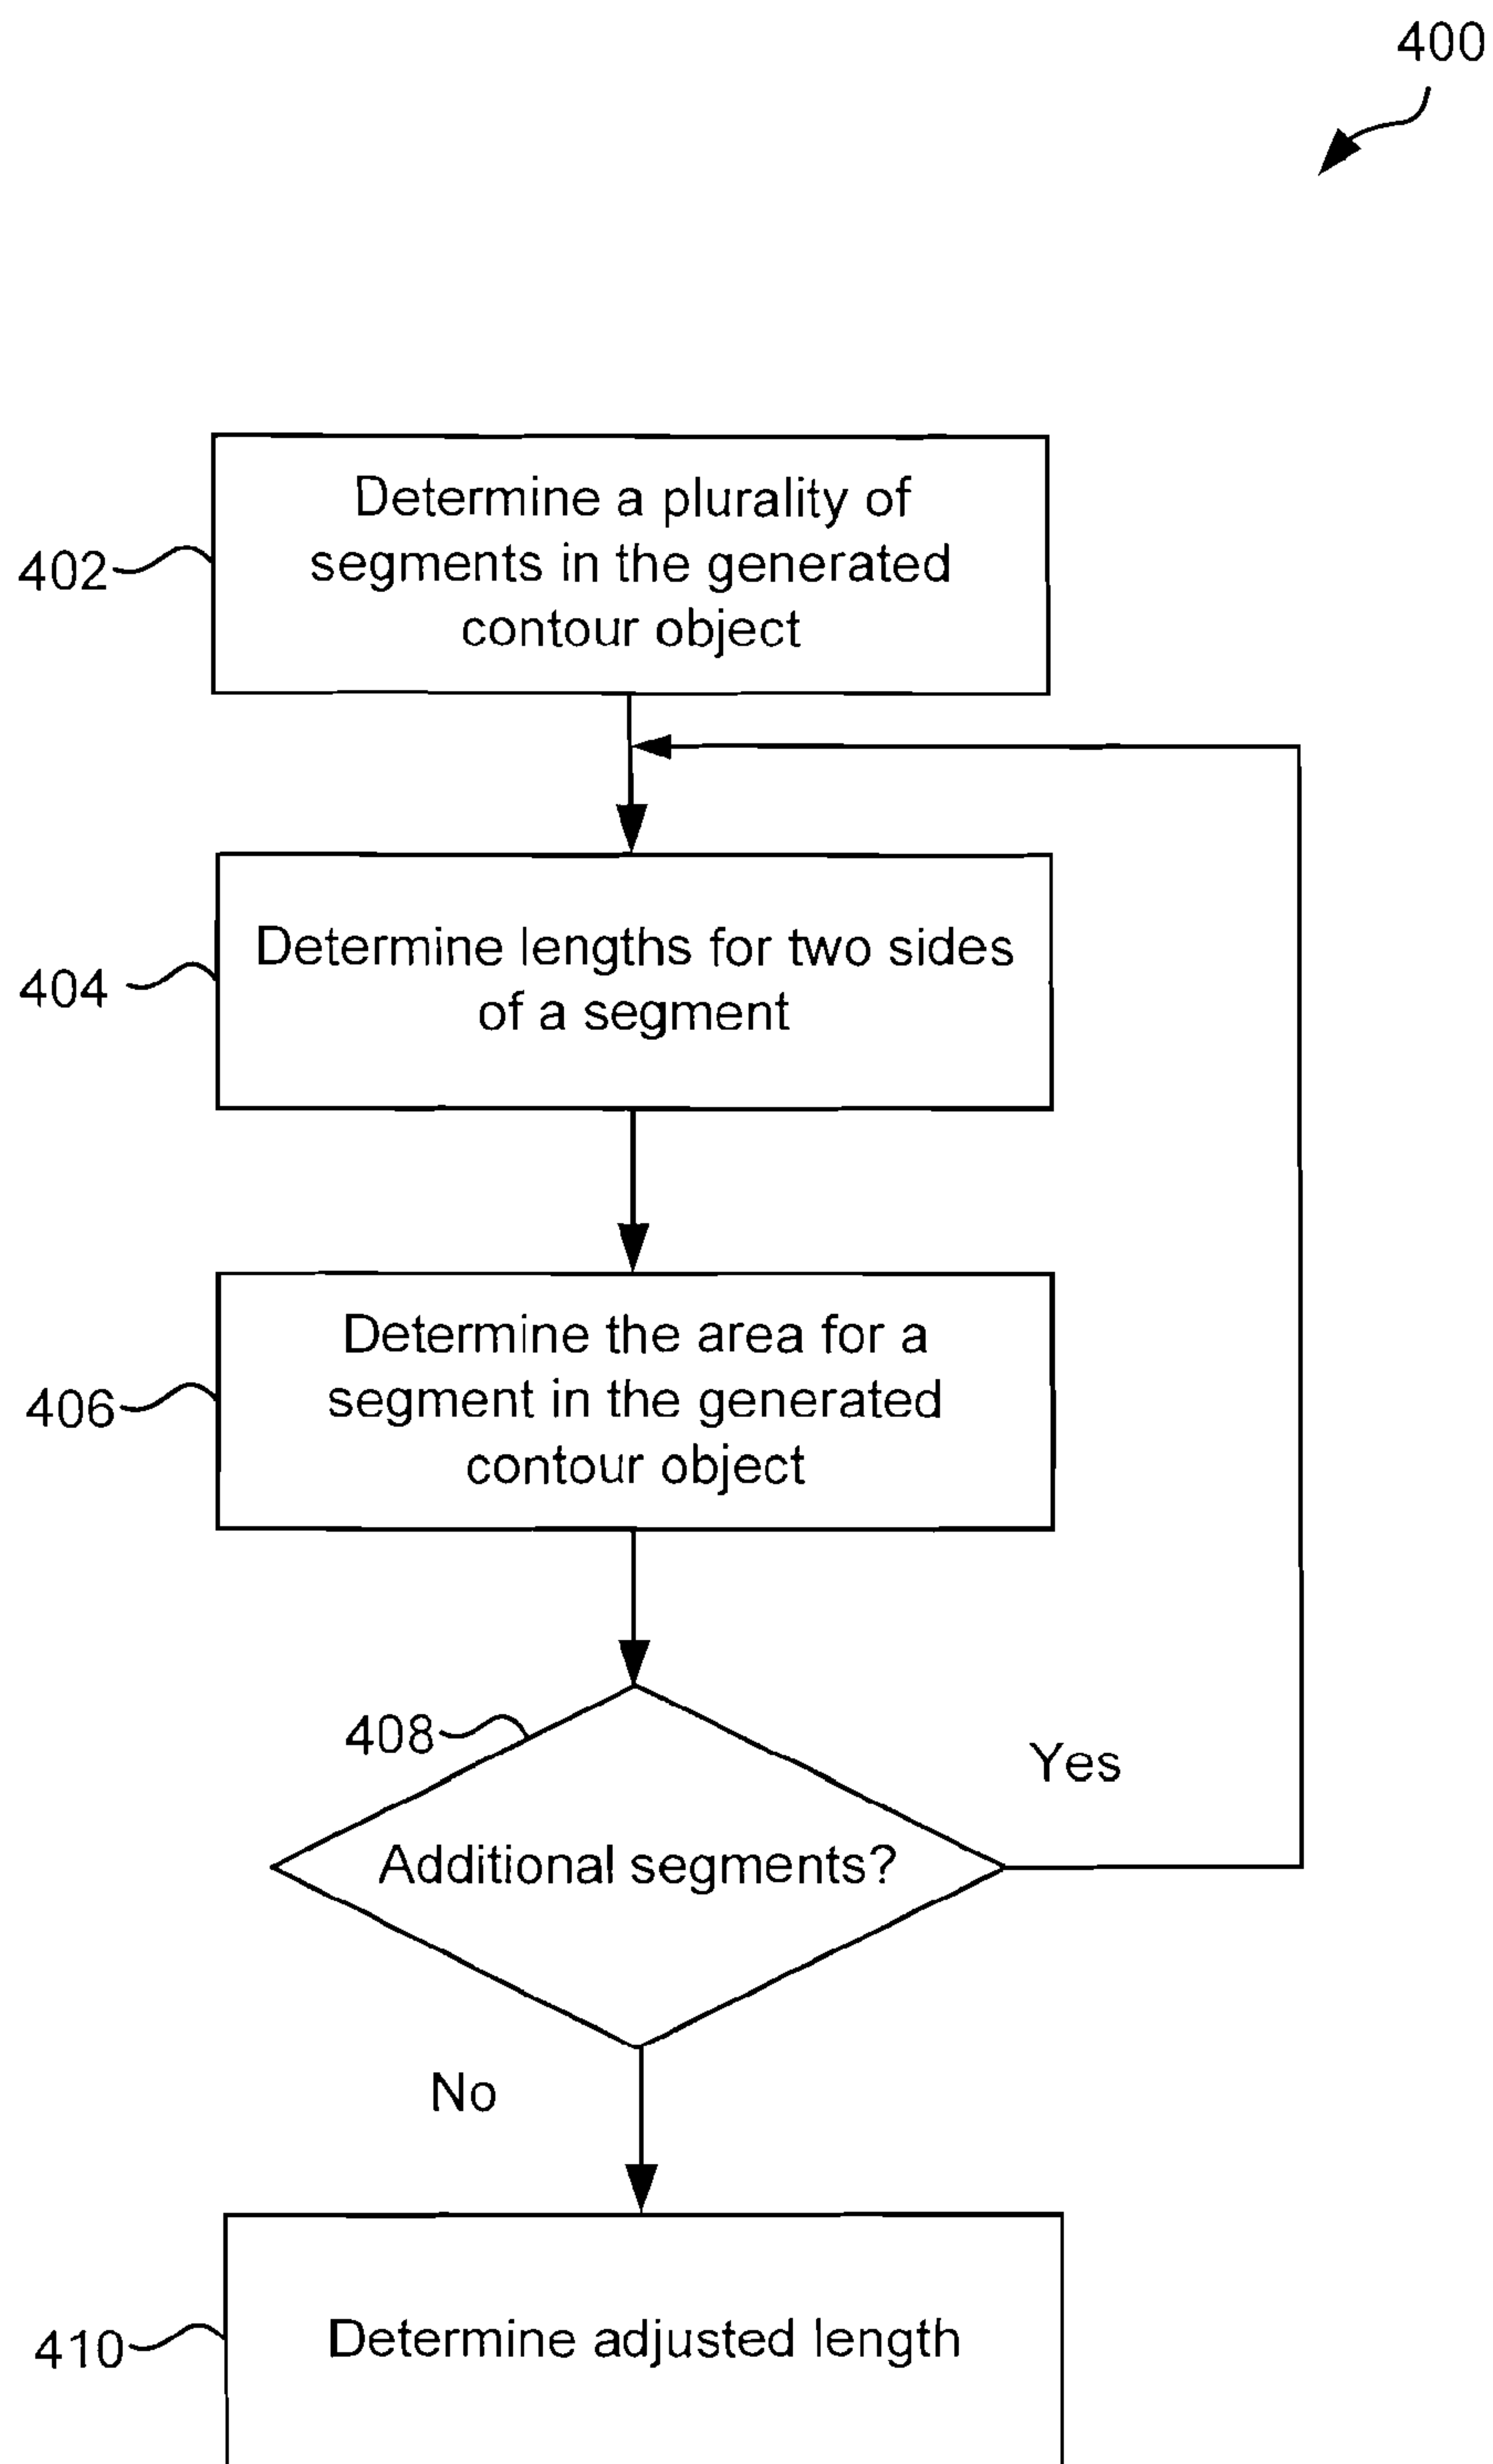 400
Determine a plurality of
segments in the generated
contour object
402
Determine lengths for two sides
of a segment
404
Determine the area for a
segment in the generated
contour object
406
408
Yes
Additional segments?
No
Determine adjusted length
410